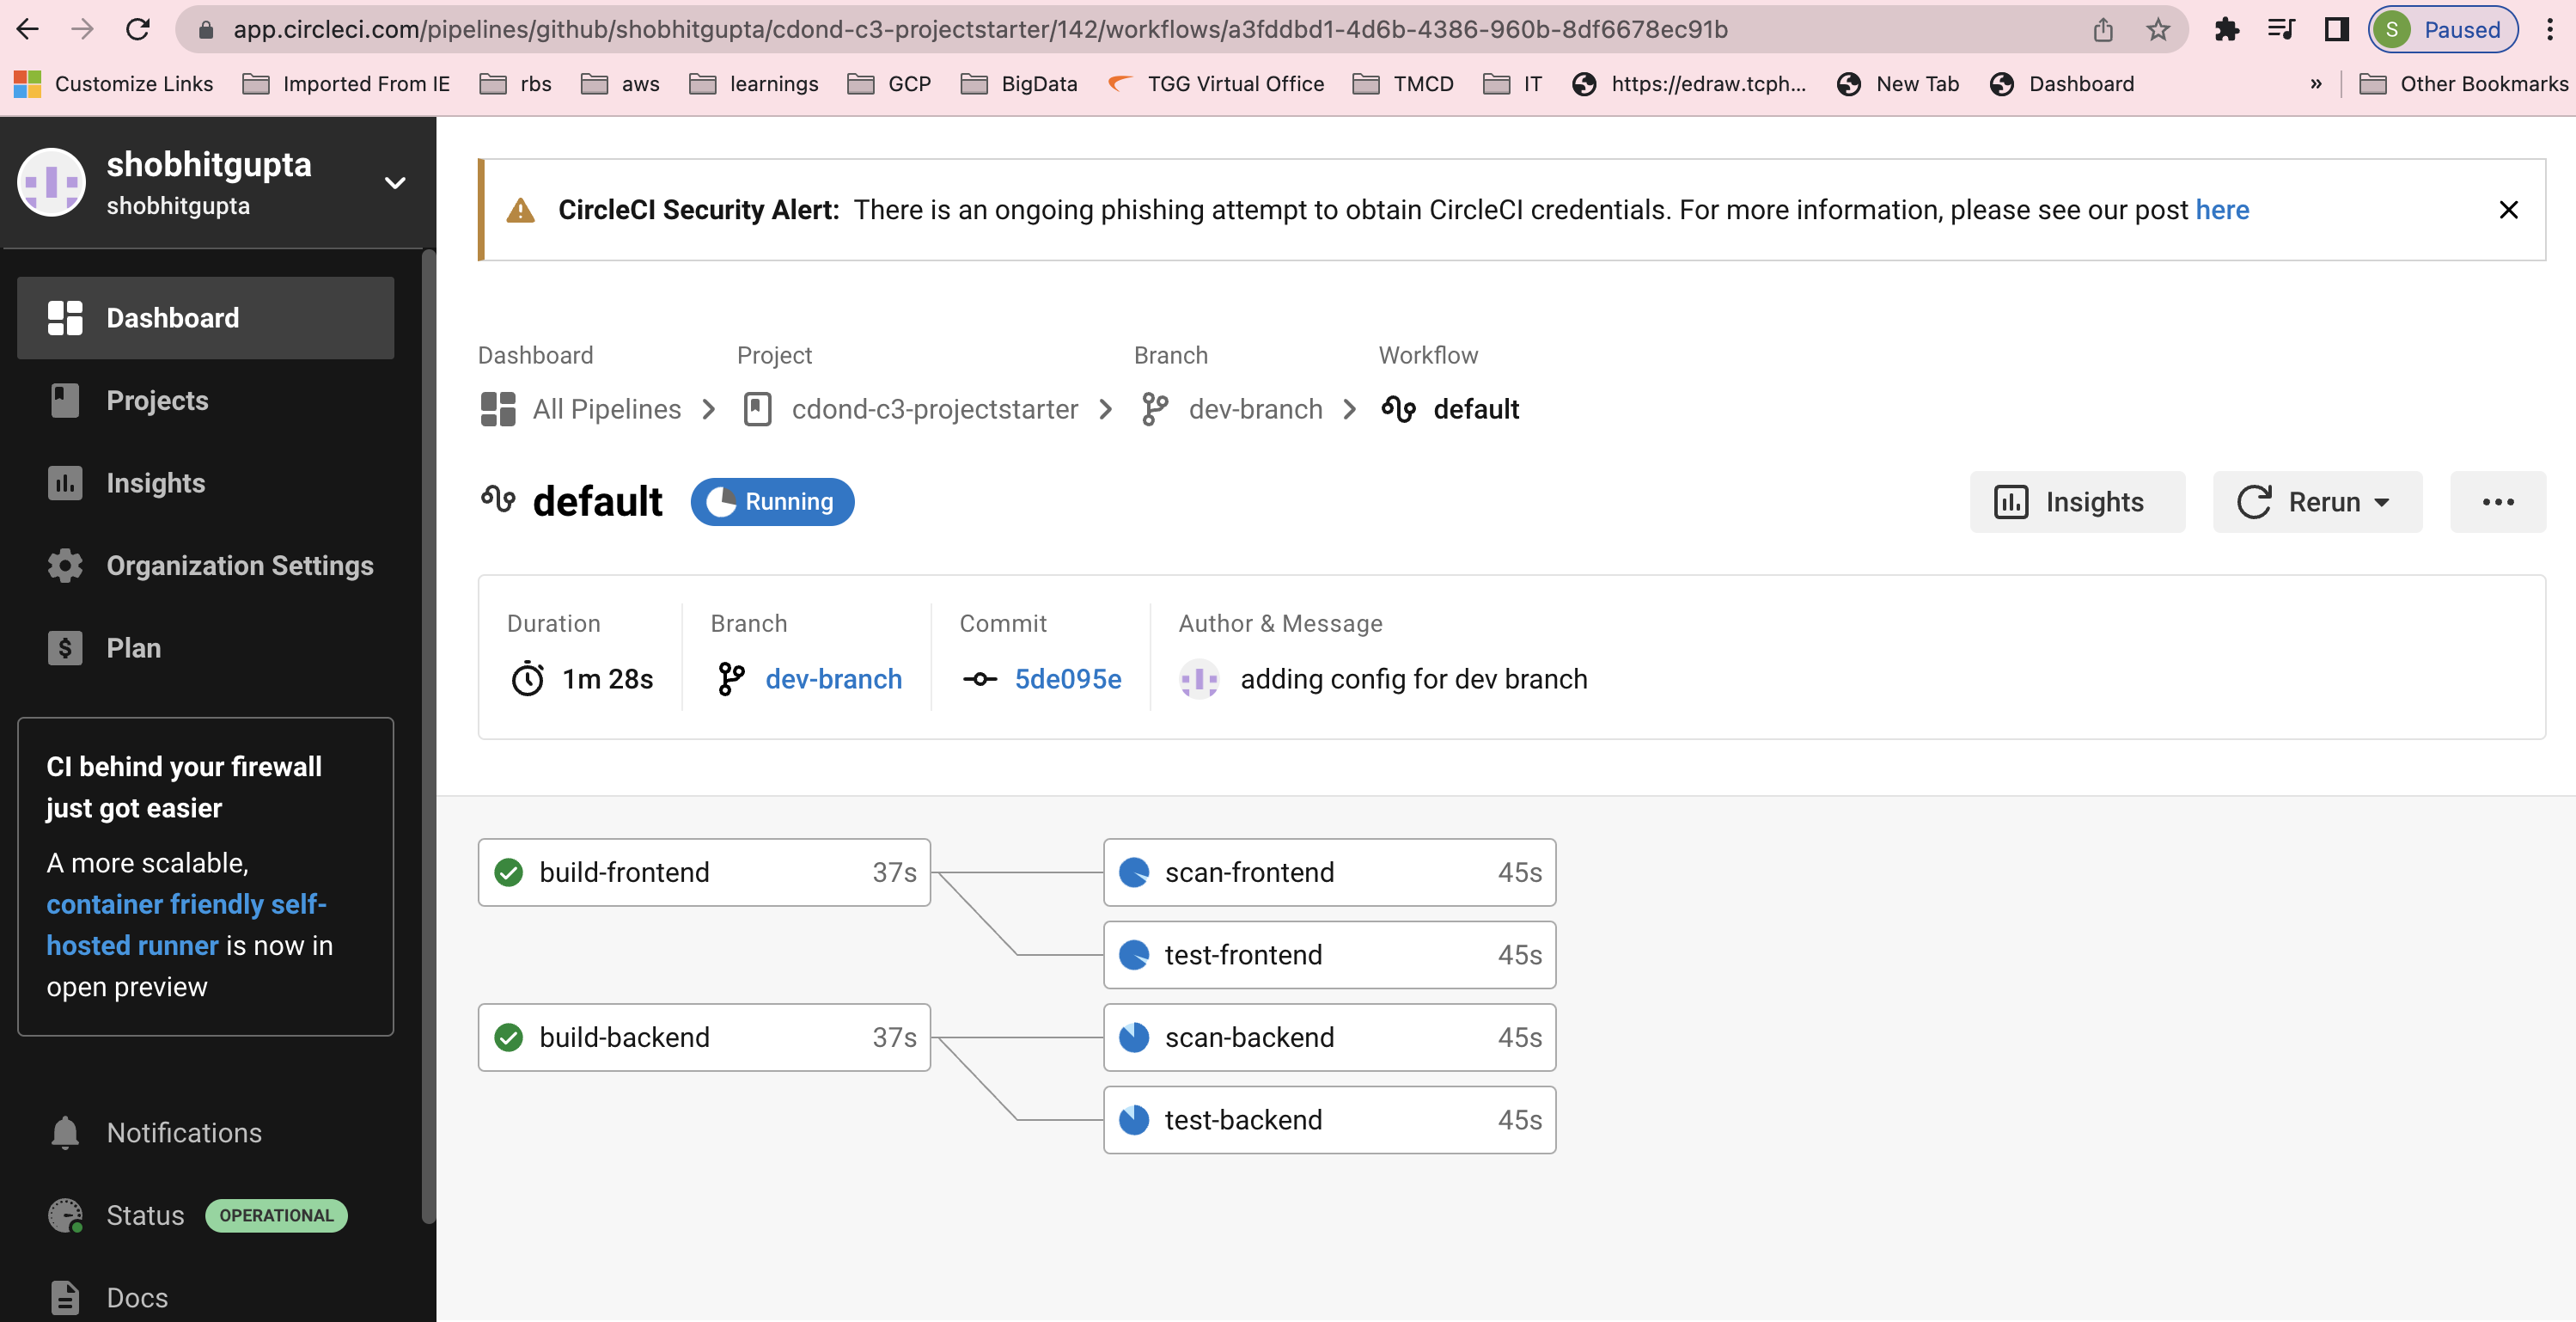 app.circleci.com/pipelines/github/shobhitgupta/cdond-c3-projectstarter/142/workflows/a3fddbd1-4d6b-4386-960b-8df6678ec91b
S Paused
Customize Links Imported From IE rbs aws learnings GCP BigData TGG Virtual Office TMCD IT https://edraw.tcph... New Tab Dashboard » Other Bookmarks
shobhitgupta
shobhitgupta
Dashboard
Projects
Insights
Organization Settings
Plan
CI behind your firewall
just got easier
A more scalable,
container friendly self-
hosted runner is now in
open preview
Notifications
Status OPERATIONAL
Docs
CircleCI Security Alert: There is an ongoing phishing attempt to obtain CircleCI credentials. For more information, please see our post here
Dashboard Project Branch Workflow
All Pipelines cdond-c3-projectstarter dev-branch default
default Running
Insights Rerun
Duration Branch Commit Author & Message
1m 28s dev-branch 5de095e adding config for dev branch
build-frontend 37s scan-frontend 45s
test-frontend 45s
build-backend 37s scan-backend 45s
test-backend 45s